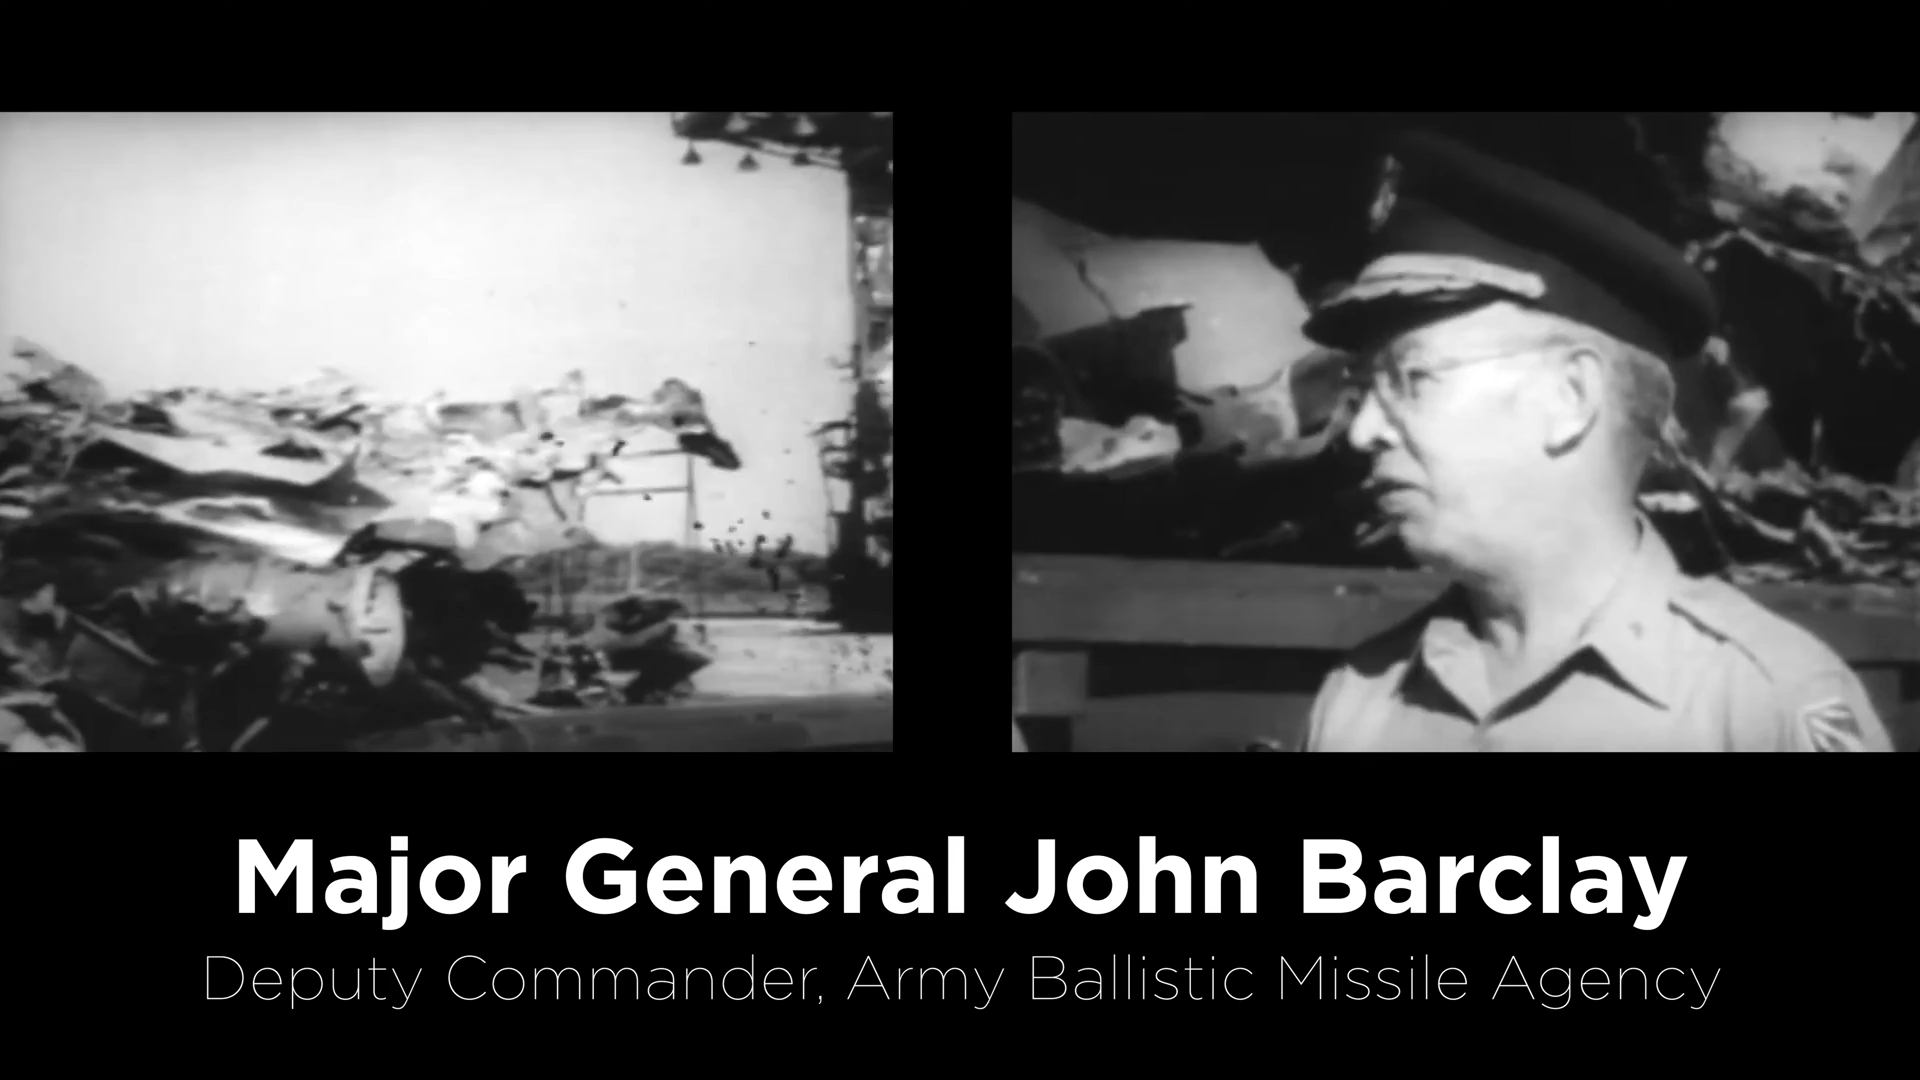 Major General John Barclay
Deputy Commander, Army Ballistic Missile Agency